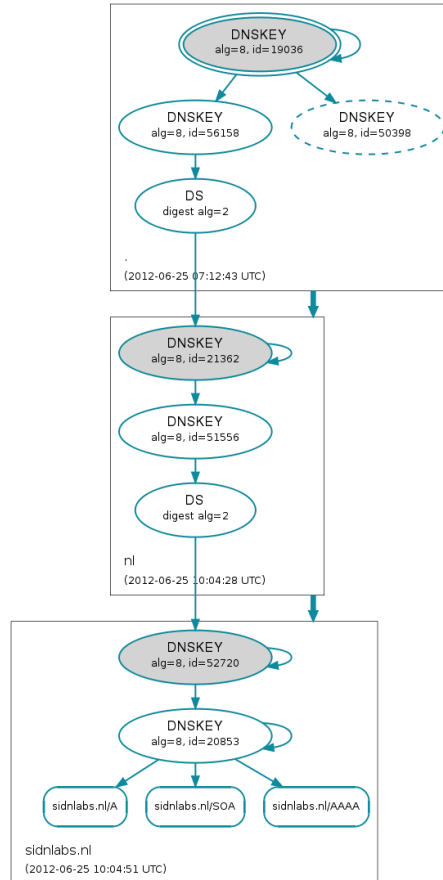 DNSKEY
alg=8, id=19036
DNSKEY
alg=8, id=56158
DNSKEY
alg=8, id=50398
DS
digest alg=2
.
(2012-06-25 07:12:43 UTC)
DNSKEY
alg=8, id=21362
DNSKEY
alg=8, id=51556
DS
digest alg=2
nl
(2012-06-25 10:04:28 UTC)
DNSKEY
alg=8, id=52720
DNSKEY
alg=8, id=20853
sidnlabs.nl/A
sidnlabs.nl/SOA
sidnlabs.nl/AAAA
sidnlabs.nl
(2012-06-25 10:04:51 UTC)